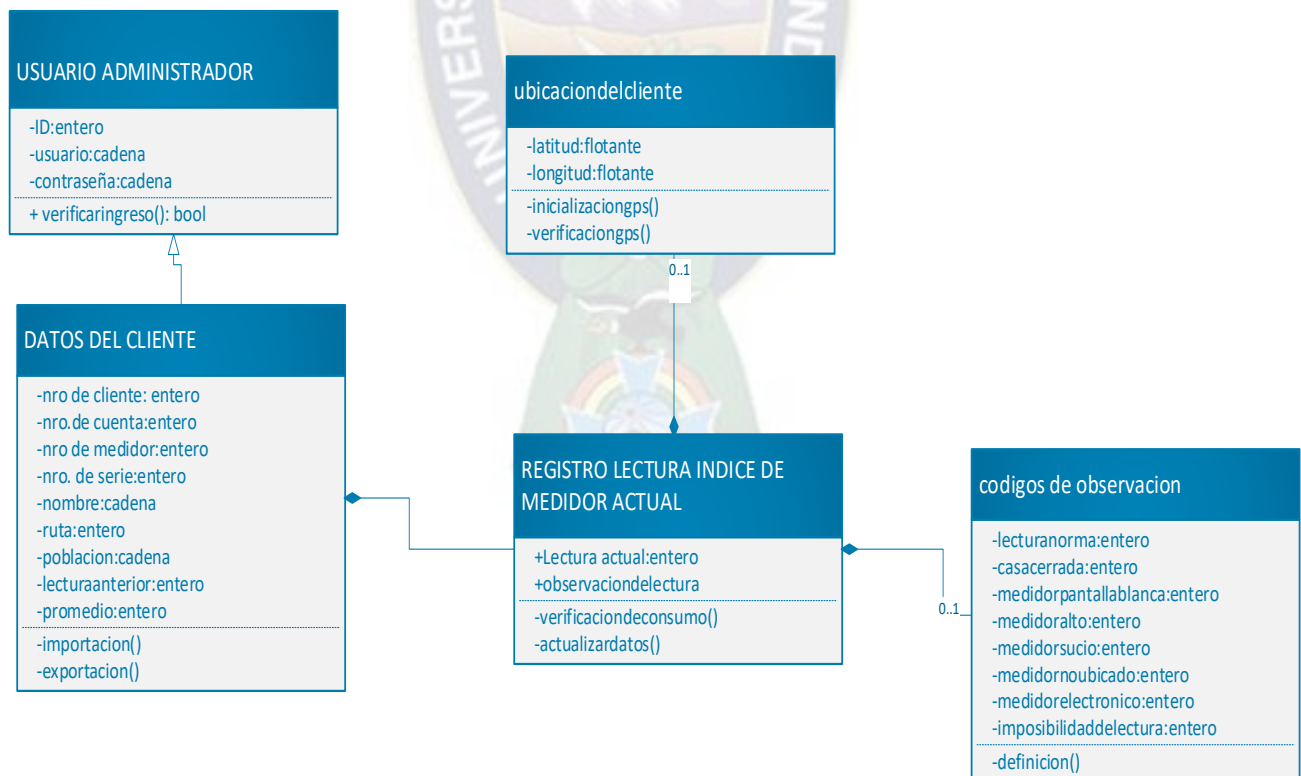 USUARIO ADMINISTRADOR
-ID:entero
-usuario:cadena
-contraseña:cadena
+ verificaringreso(): bool
ubicaciondelcliente
-latitud:flotante
-longitud:flotante
-inicializaciongps()
-verificaciongps()
0..1
DATOS DEL CLIENTE
-nro de cliente: entero
-nro.de cuenta:entero
-nro de medidor:entero
-nro. de serie:entero
-nombre:cadena
-ruta:entero
-poblacion:cadena
-lecturaanterior:entero
-promedio:entero
-importacion()
-exportacion()
REGISTRO LECTURA INDICE DE
MEDIDOR ACTUAL
+Lectura actual:entero
+observaciondelectura
-verificaciondeconsumo()
-actualizardatos()
0..1
codigos de observacion
-lecturanorma:entero
-casacerrada:entero
-medidorpantallablanca:entero
-medidoralto:entero
-medidorsucio:entero
-medidornoubicado:entero
-medidorelectronico:entero
-imposibilidaddelectura:entero
-definicion()